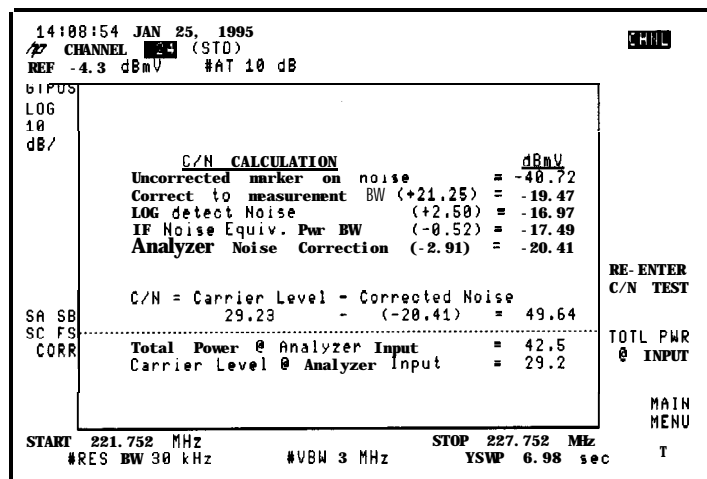 14:08:54 JAN 25, 1995
hp CHANNEL 24 (STD)
CHNL
REF -4.3 dBmV #AT 10 dB
LOG
10
dB/
C/N CALCULATION dBmV
Uncorrected marker on noise = -40.72
Correct to measurement BW (+21.25) = -19.47
LOG detect Noise (+2.50) = -16.97
IF Noise Equiv. Pwr BW (-0.52) = -17.49
Analyzer Noise Correction (-2.91) = -20.41
RE-ENTER
C/N TEST
C/N = Carrier Level - Corrected Noise
29.23 - (-20.41) = 49.64
SA SB
SC FS
CORR
Total Power @ Analyzer Input = 42.5
Carrier Level @ Analyzer Input = 29.2
TOTL PWR
@ INPUT
MAIN
MENU
START 221.752 MHz STOP 227.752 MHz
#RES BW 30 kHz #VBW 3 MHz YSWP 6.98 sec
T